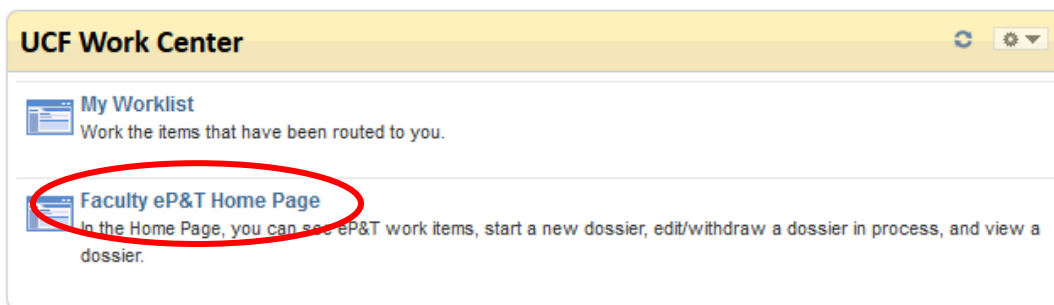 UCF Work Center
My Worklist
Work the items that have been routed to you.
Faculty eP&T Home Page
In the Home Page, you can see eP&T work items, start a new dossier, edit/withdraw a dossier in process, and view a
dossier.